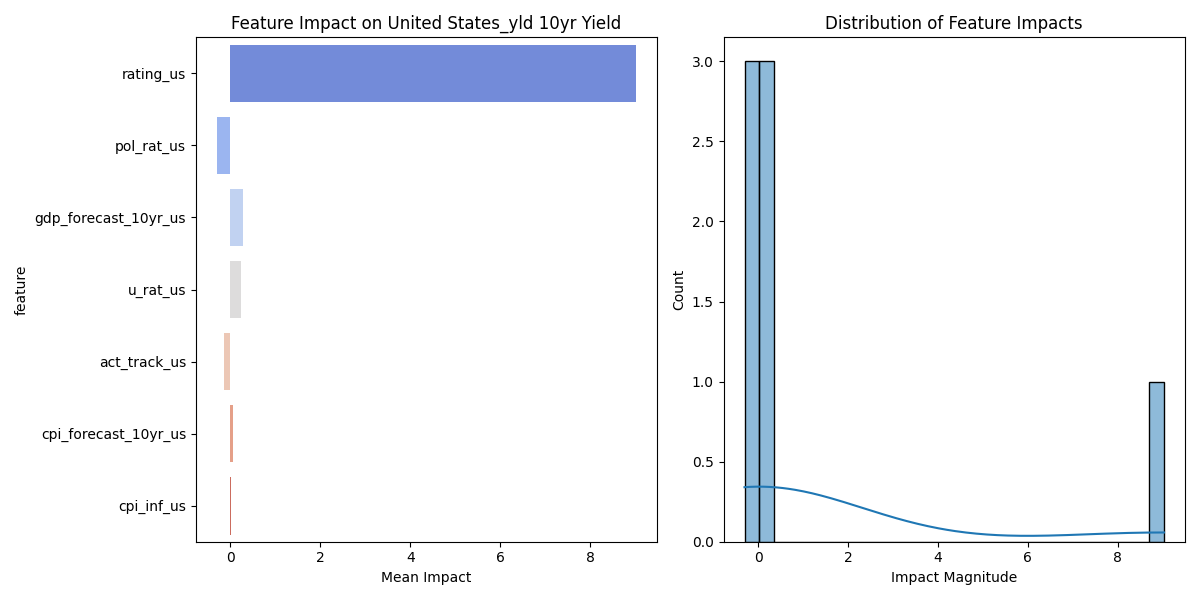 Feature Impact on United States_yld 10yr Yield
rating_us
pol_rat_us
gdp_forecast_10yr_us
u_rat_us
act_track_us
cpi_forecast_10yr_us
cpi_inf_us
feature
0 2 4 6 8
Mean Impact
Distribution of Feature Impacts
3.0
2.5
2.0
1.5
1.0
0.5
0.0
Count
0 2 4 6 8
Impact Magnitude